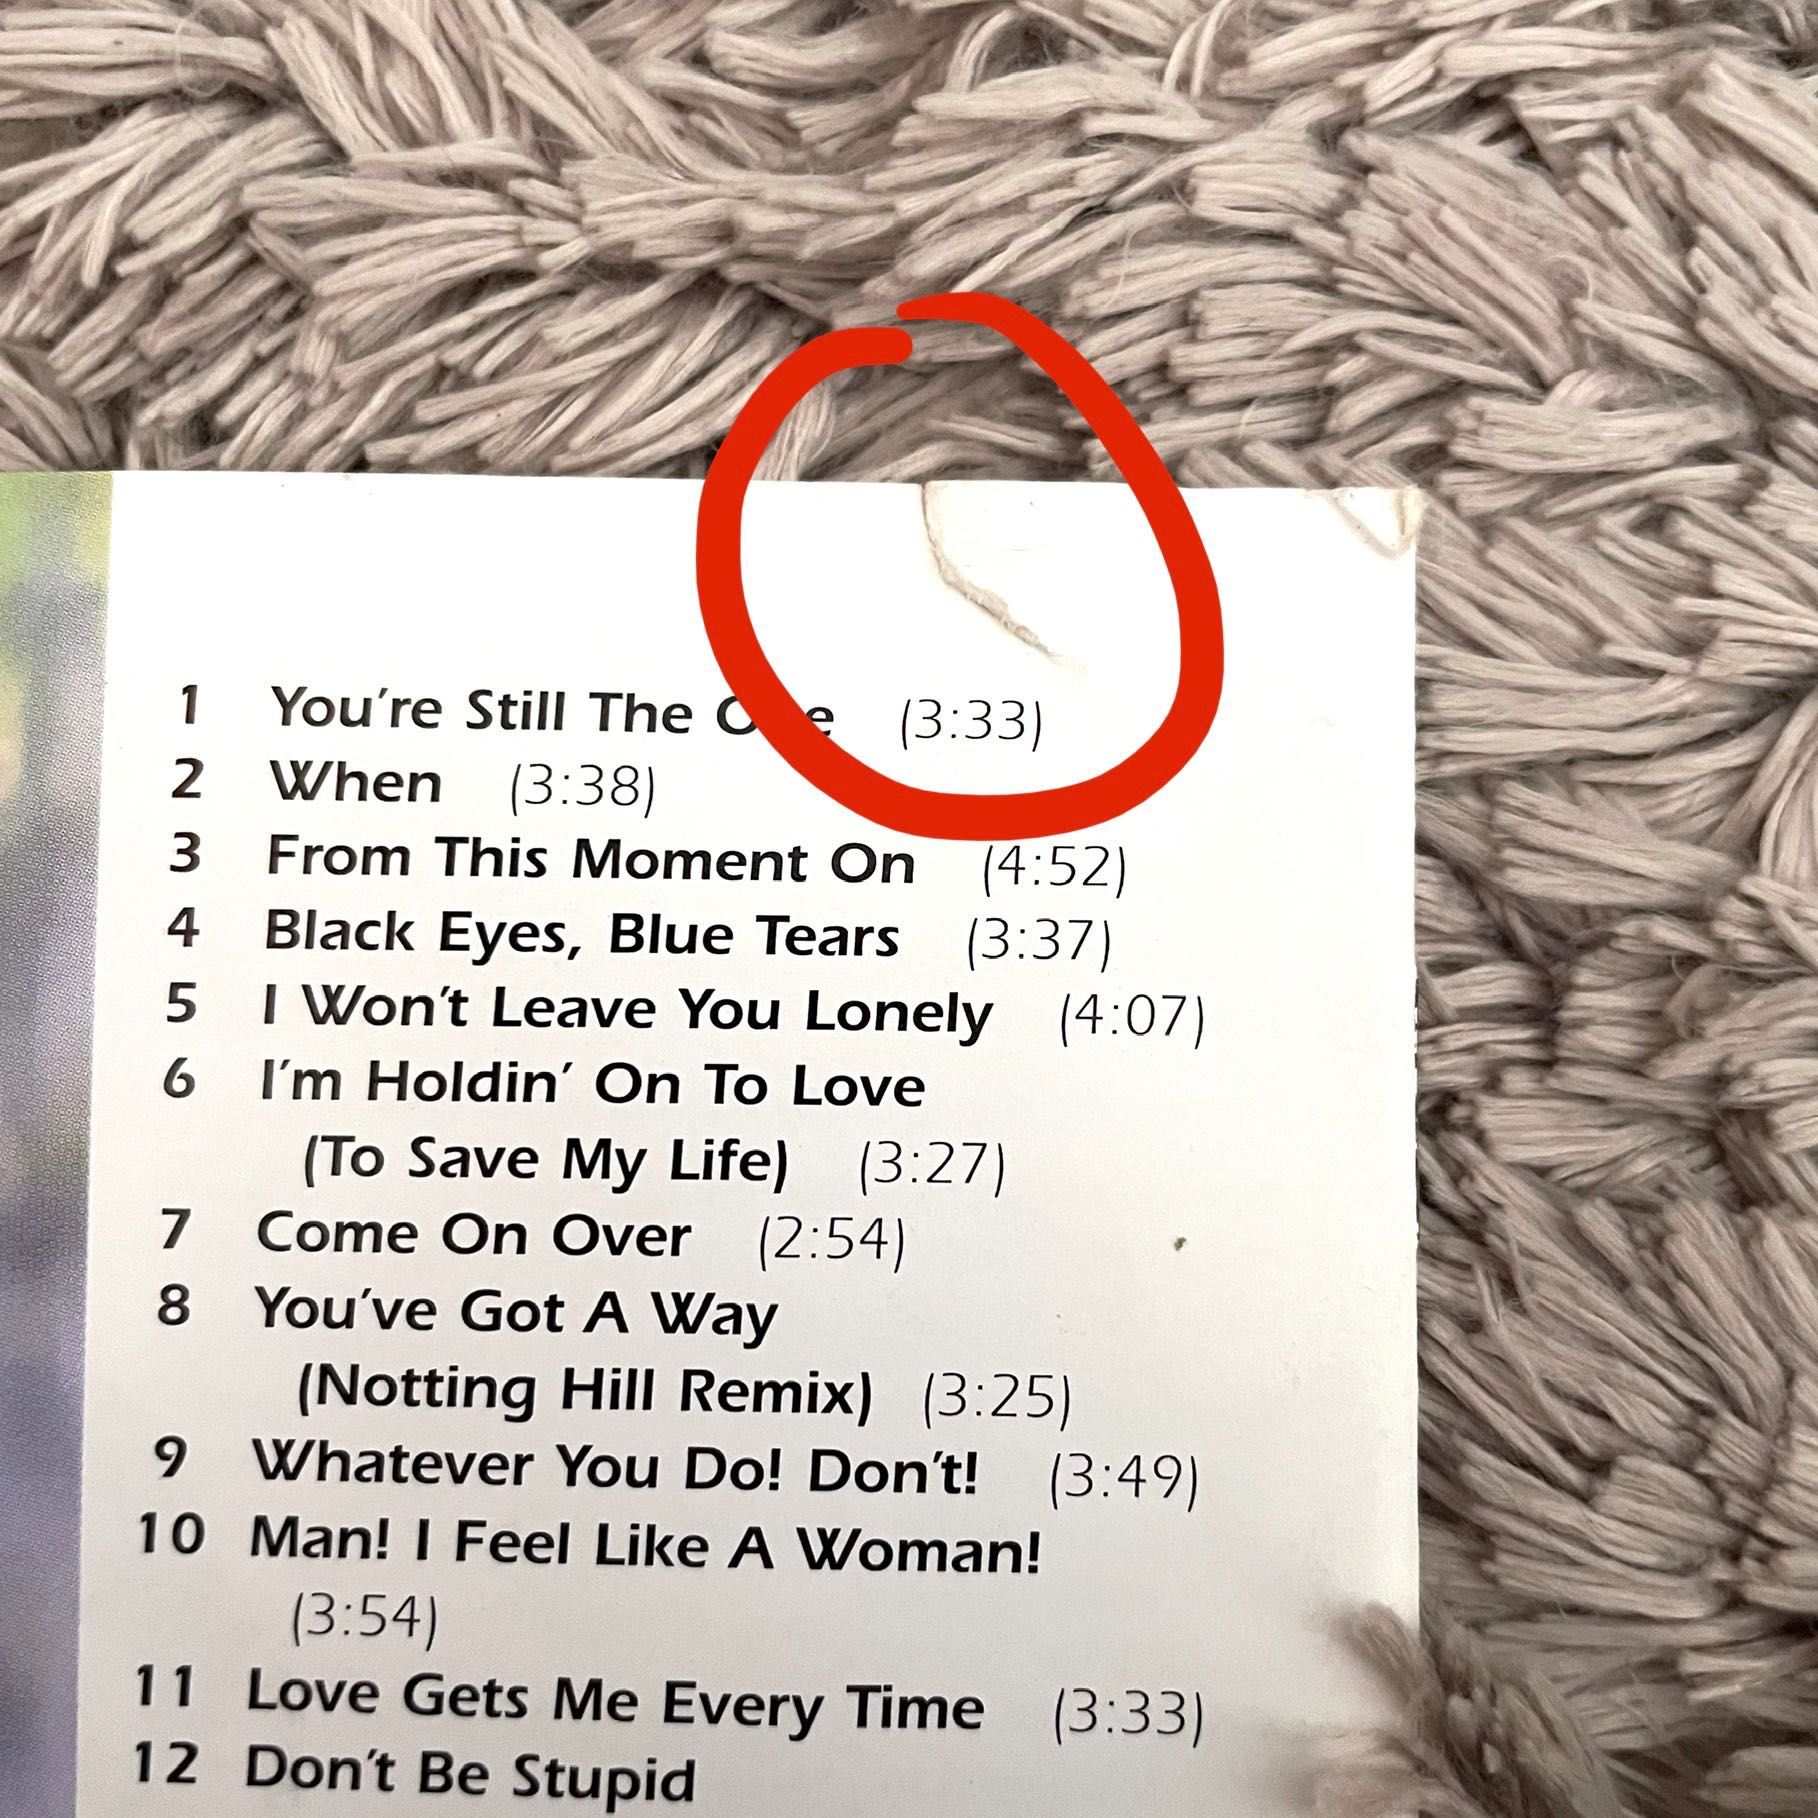 1 You're Still The One (3:33)
2 When (3:38)
3 From This Moment On (4:52)
4 Black Eyes, Blue Tears (3:37)
5 I Won't Leave You Lonely (4:07)
6 I'm Holdin' On To Love
(To Save My Life) (3:27)
7 Come On Over (2:54)
8 You've Got A Way
(Notting Hill Remix) (3:25)
9 Whatever You Do! Don't! (3:49)
10 Man! I Feel Like A Woman!
(3:54)
11 Love Gets Me Every Time (3:33)
12 Don't Be Stupid